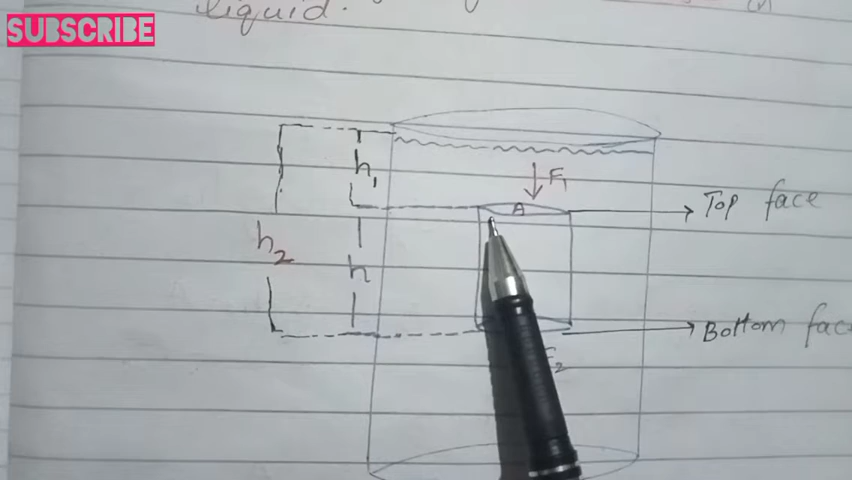 liquid.
SUBSCRIBE
h₁
F₁
A
Top face
h₂
h
Bottom face
F₂